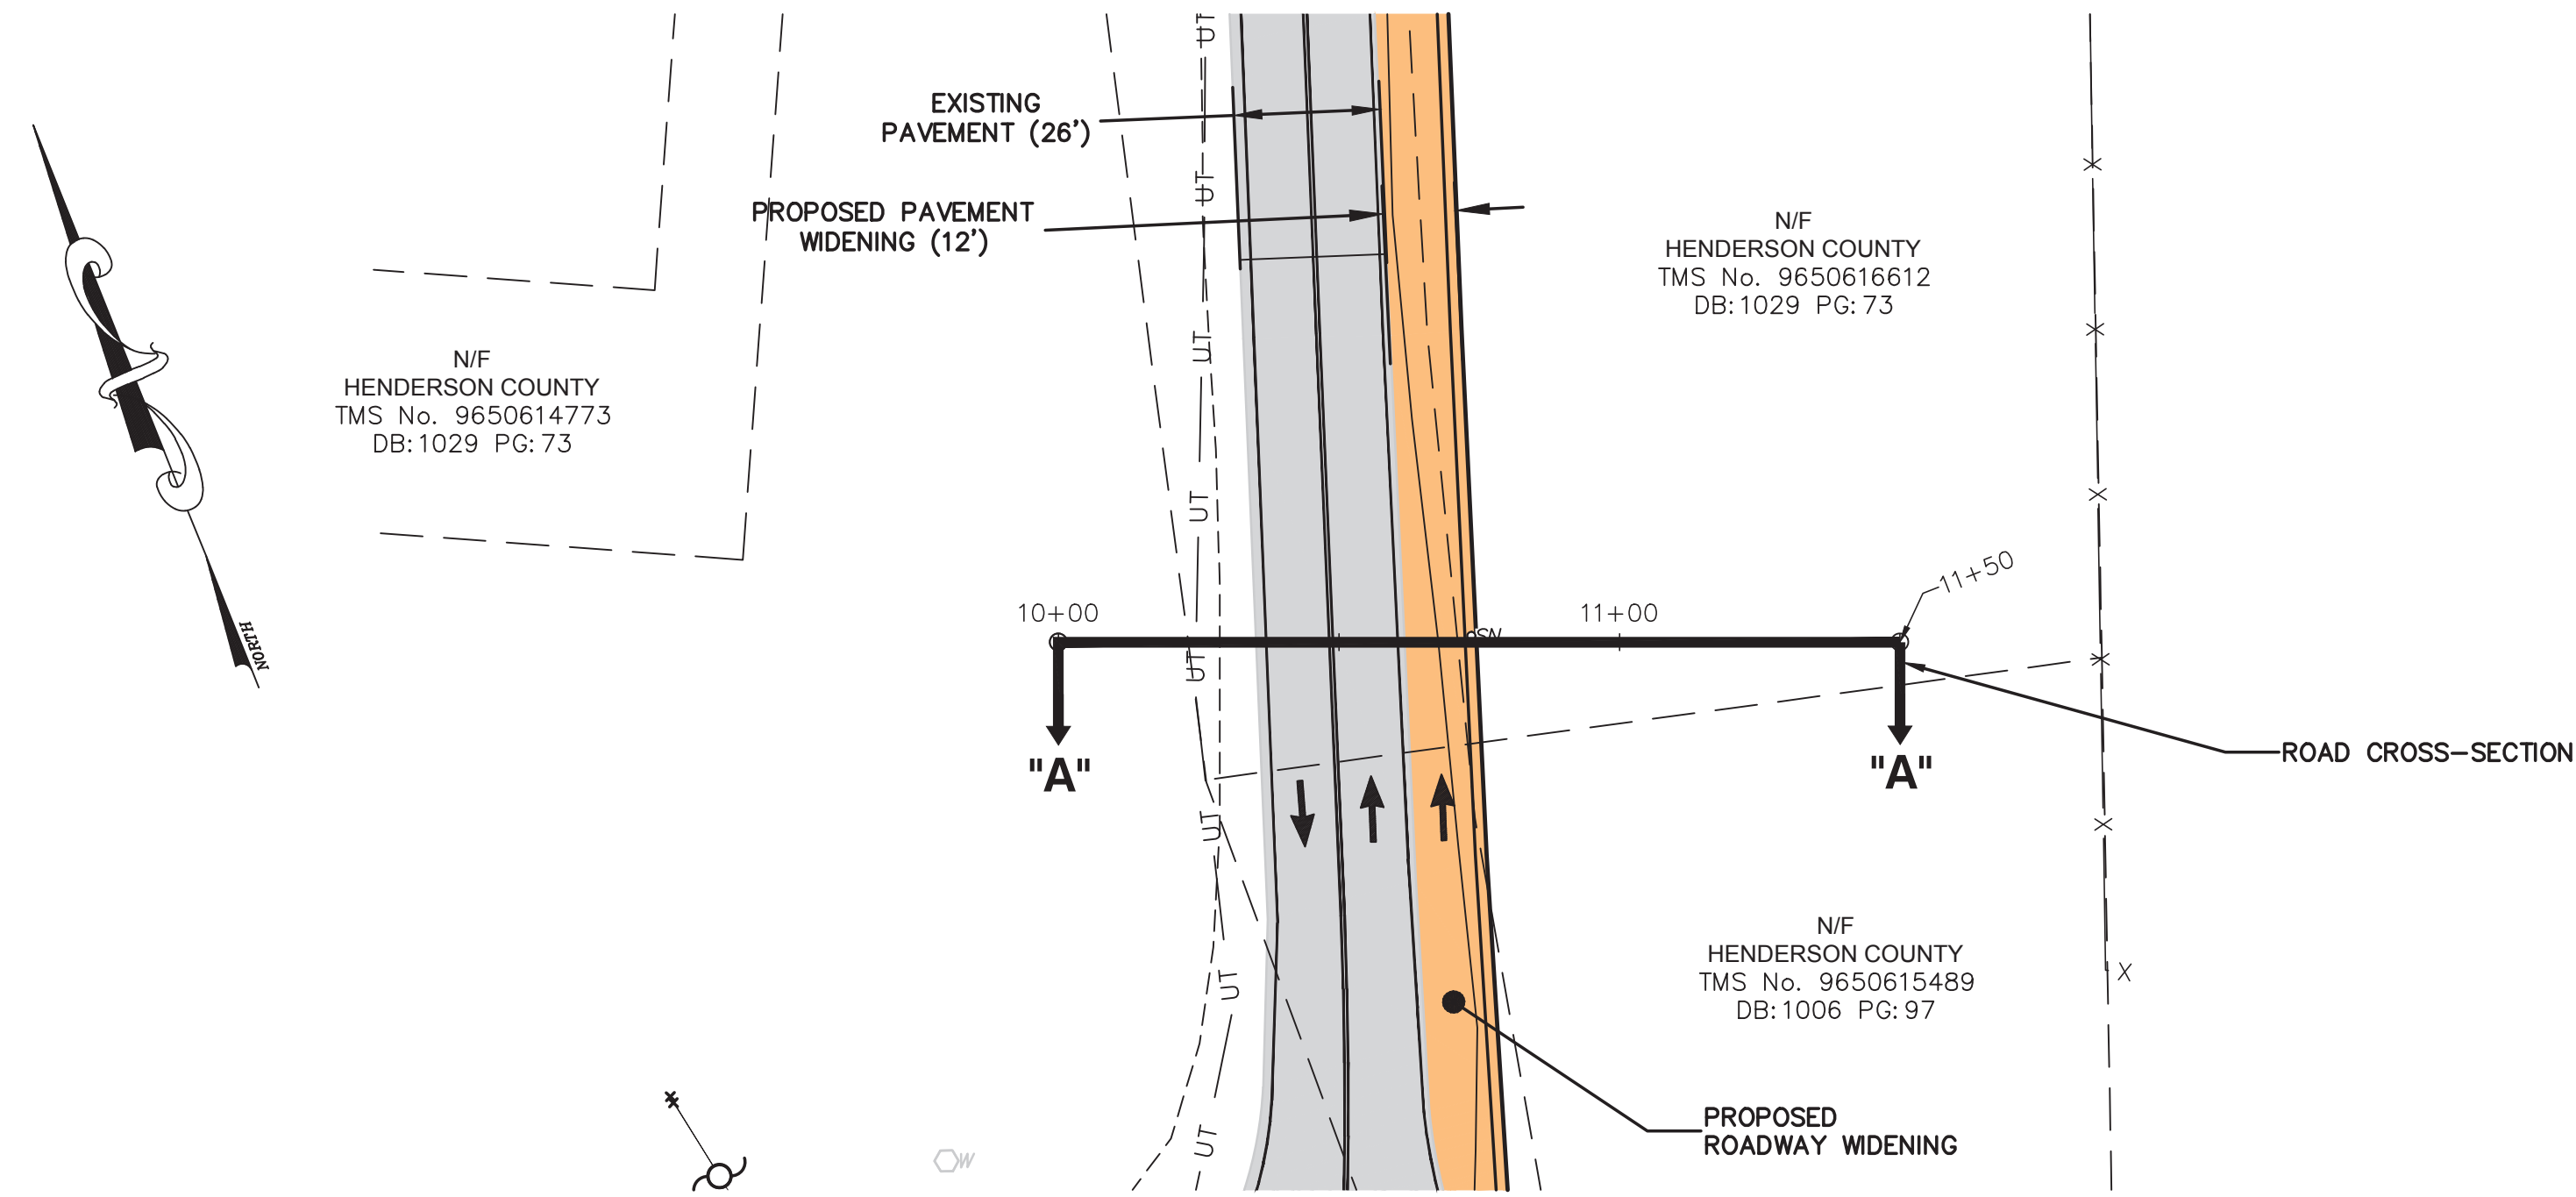 EXISTING
PAVEMENT (26')
PROPOSED PAVEMENT
WIDENING (12')
N/F
HENDERSON COUNTY
TMS No. 9650616612
DB:1029 PG:73
N/F
HENDERSON COUNTY
TMS No. 9650614773
DB:1029 PG:73
NORTH
UT
UT
UT
UT
UT
UT
UT
UT
10+00
11+00
11+50
"A"
"A"
ROAD CROSS-SECTION
N/F
HENDERSON COUNTY
TMS No. 9650615489
DB:1006 PG:97
PROPOSED
ROADWAY WIDENING
W